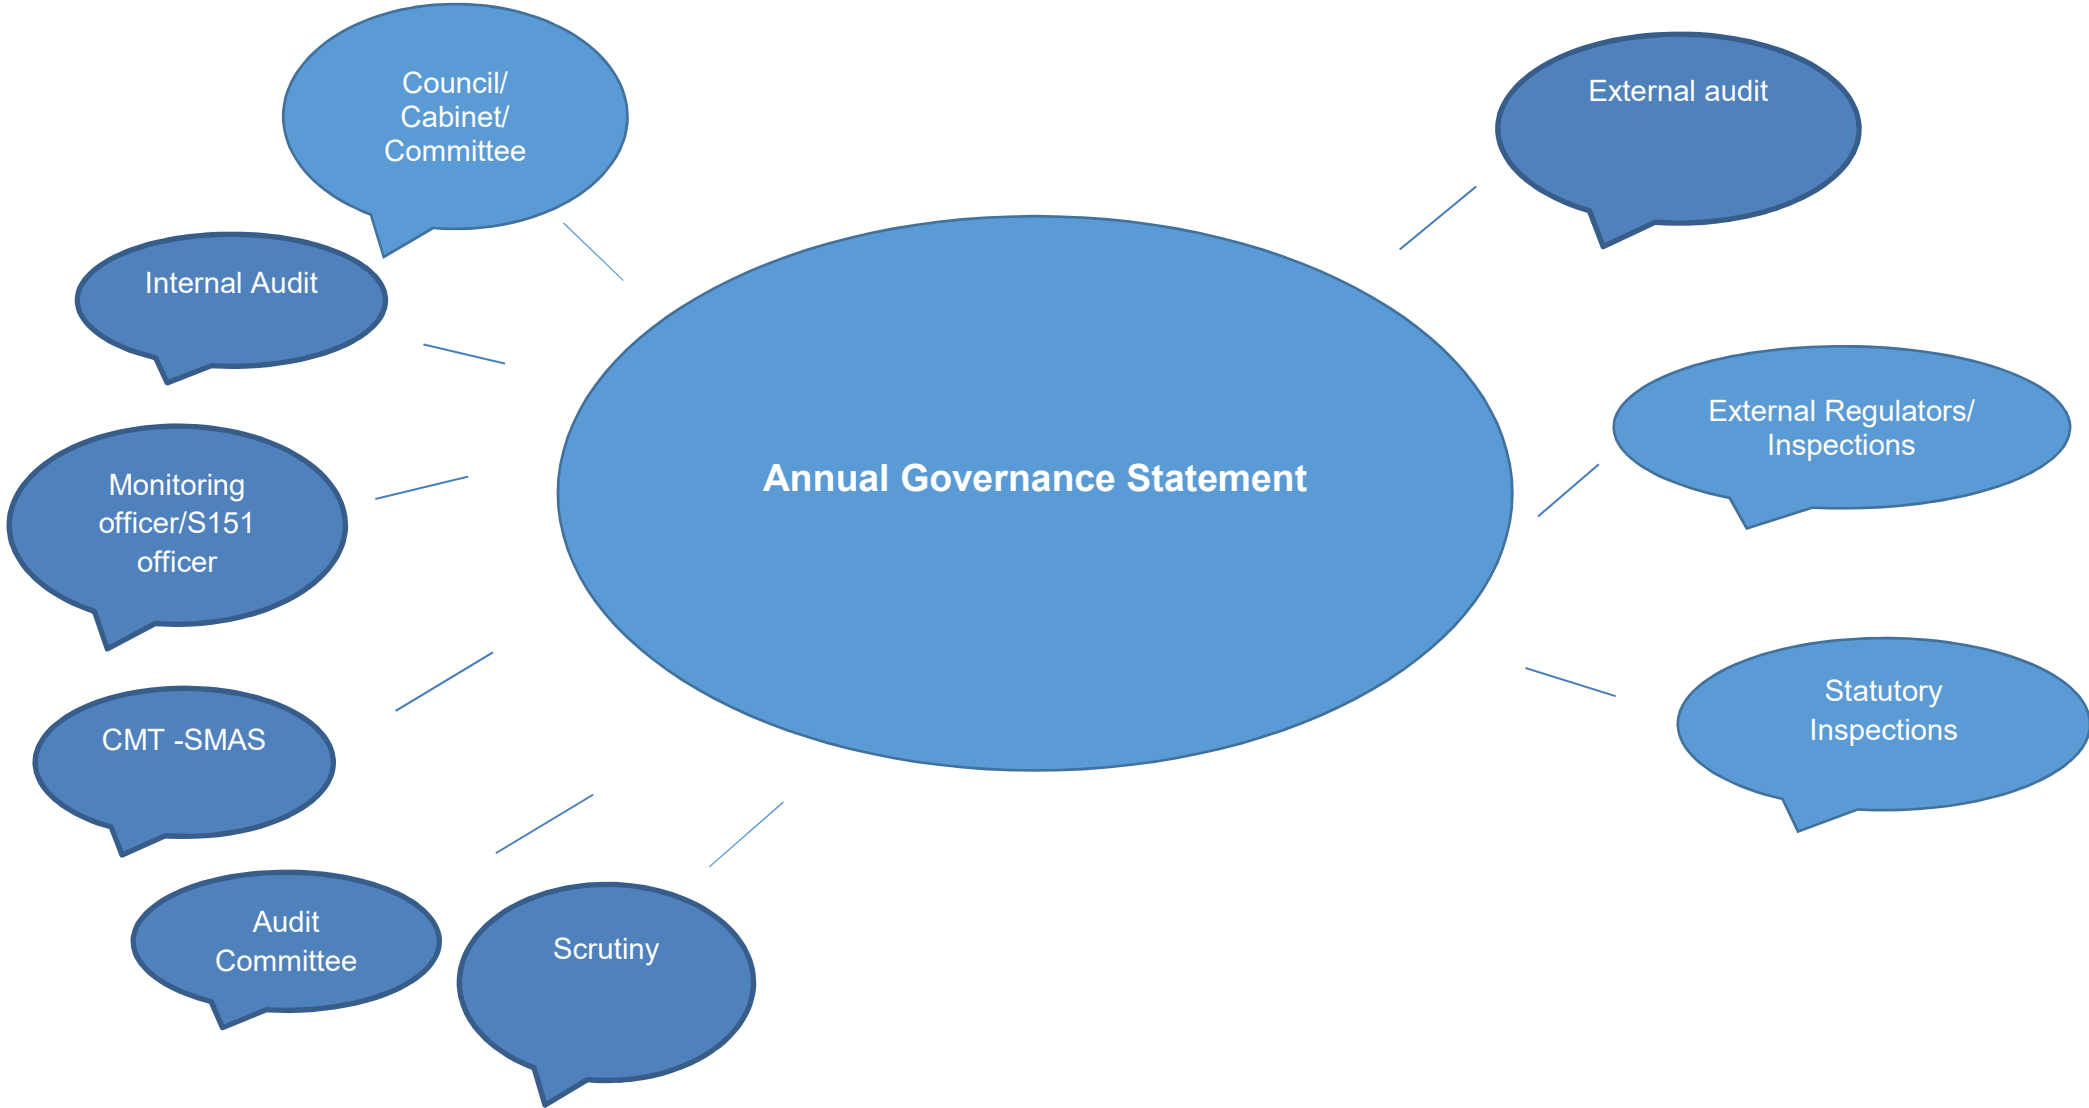 Council/
Cabinet/
Committee
External audit
Internal Audit
External Regulators/
Inspections
Annual Governance Statement
Monitoring
officer/S151
officer
Statutory
Inspections
CMT -SMAS
Audit
Committee
Scrutiny